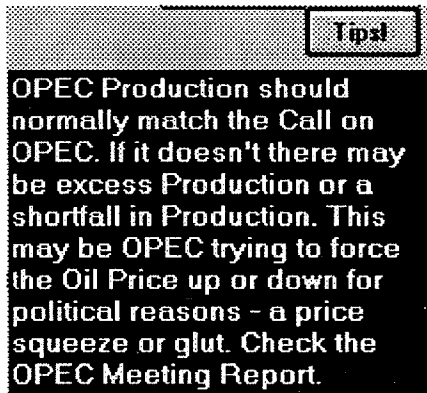 Tips!
OPEC Production should
normally match the Call on
OPEC. If it doesn't there may
be excess Production or a
shortfall in Production. This
may be OPEC trying to force
the Oil Price up or down for
political reasons - a price
squeeze or glut. Check the
OPEC Meeting Report.